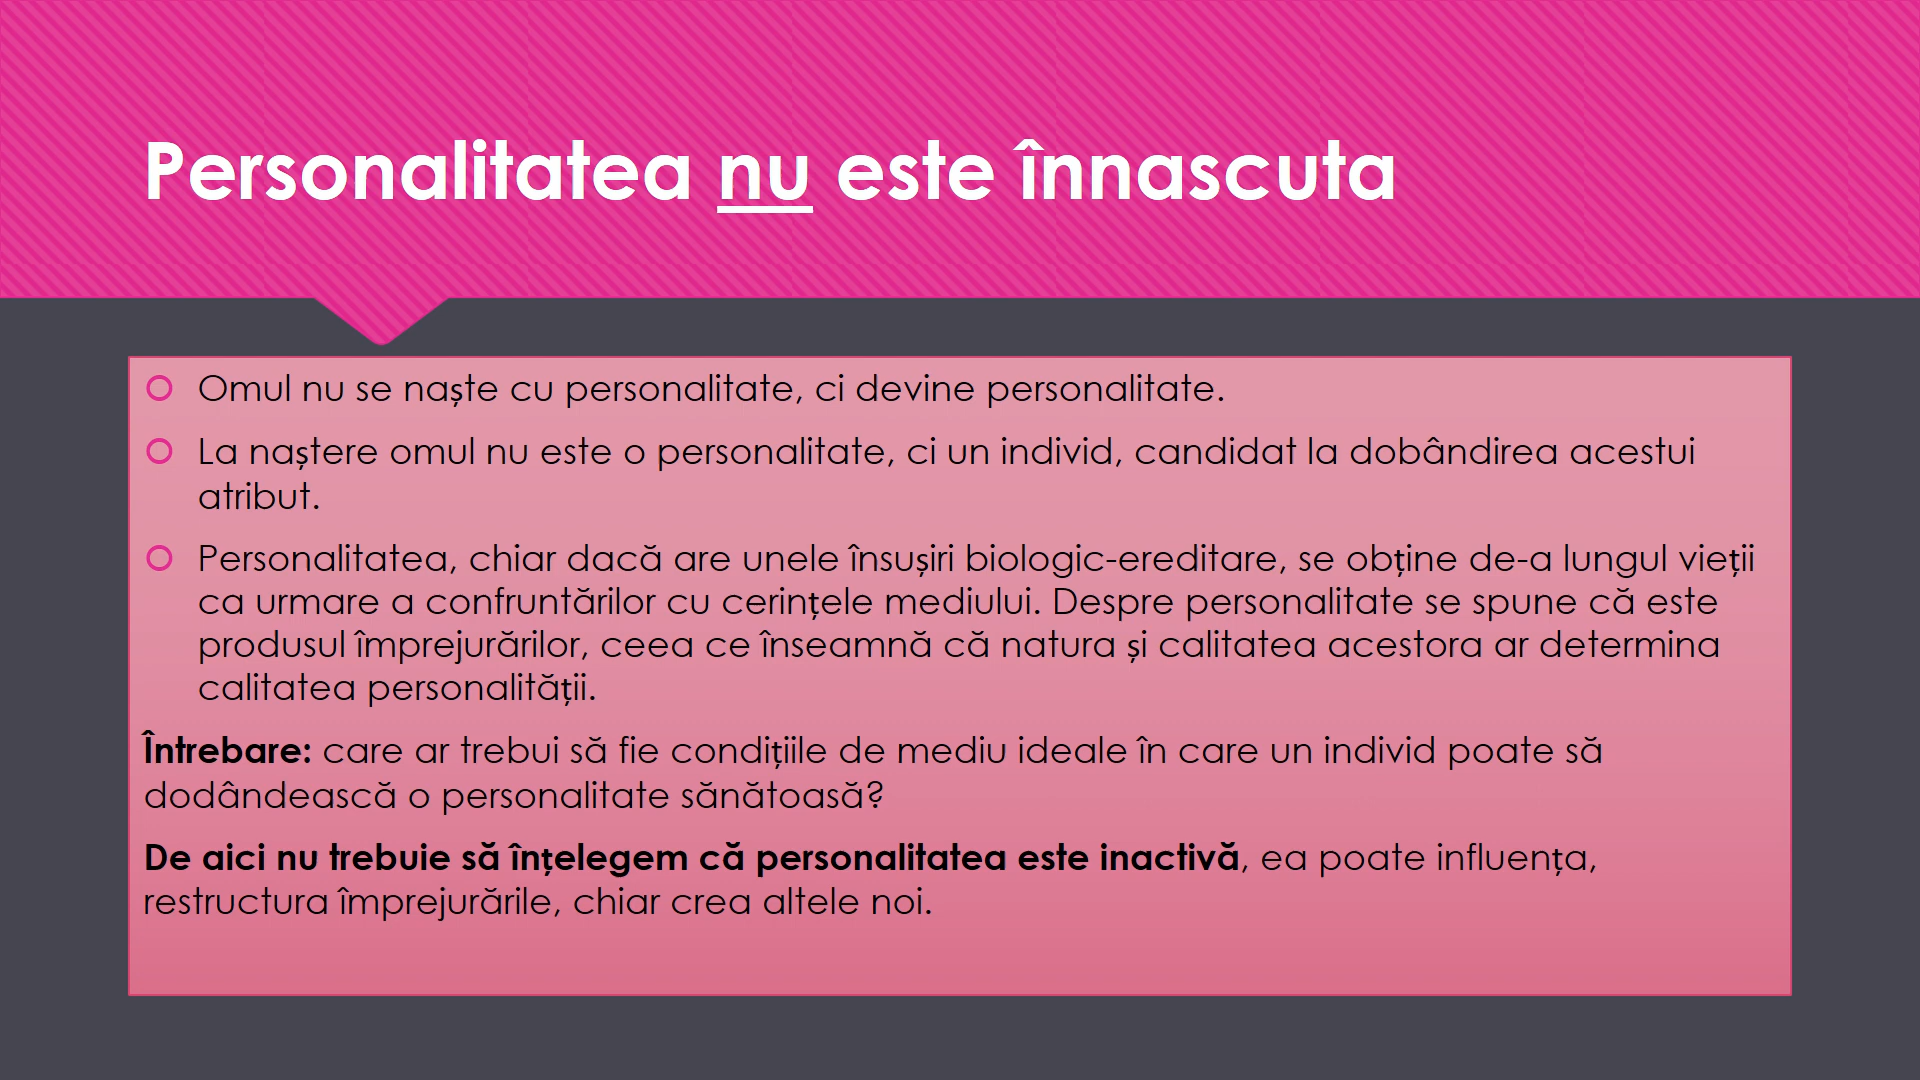 Personalitatea nu este înnascuta
Omul nu se naște cu personalitate, ci devine personalitate.
La naștere omul nu este o personalitate, ci un individ, candidat la dobândirea acestui
atribut.
Personalitatea, chiar dacă are unele însușiri biologic-ereditare, se obține de-a lungul vieții
ca urmare a confruntărilor cu cerințele mediului. Despre personalitate se spune că este
produsul împrejurărilor, ceea ce înseamnă că natura și calitatea acestora ar determina
calitatea personalității.
Întrebare: care ar trebui să fie condițiile de mediu ideale în care un individ poate să
dodândească o personalitate sănătoasă?
De aici nu trebuie să înțelegem că personalitatea este inactivă, ea poate influența,
restructura împrejurările, chiar crea altele noi.